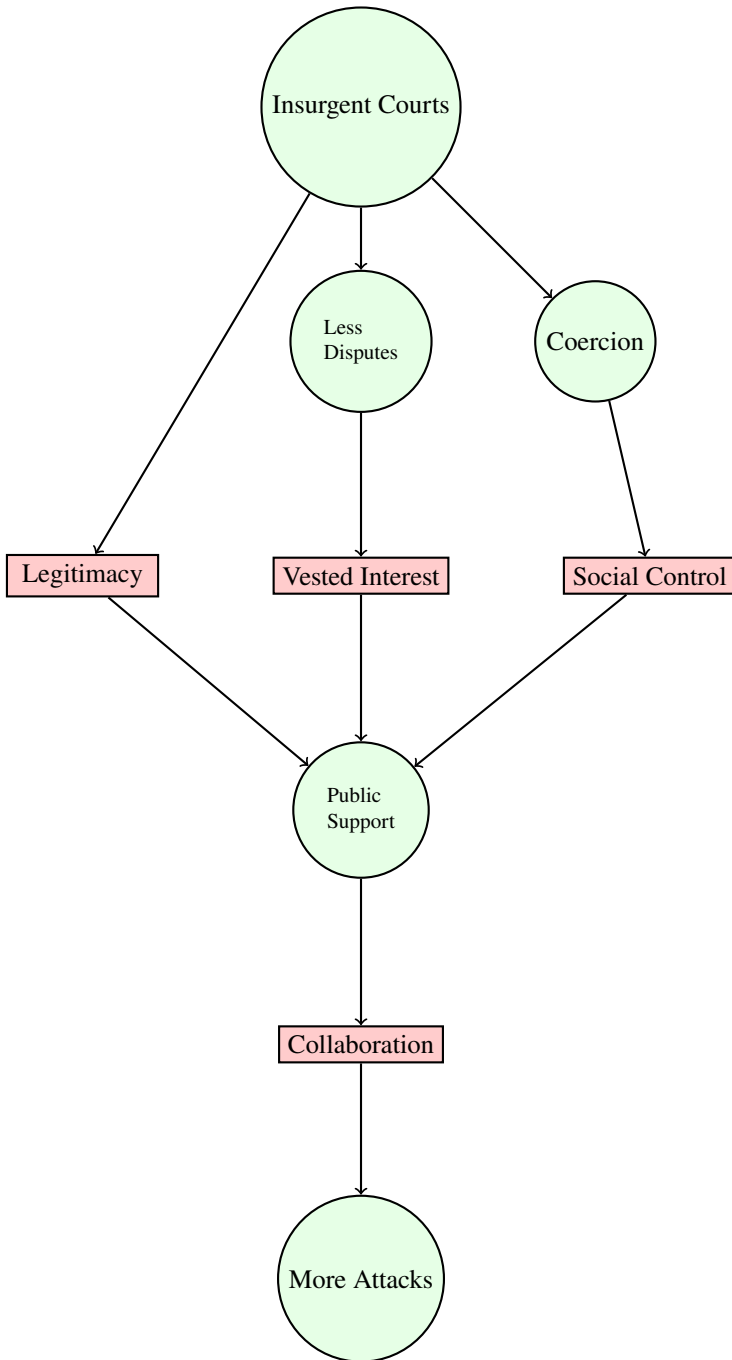 Insurgent Courts
Less
Disputes
Coercion
Legitimacy
Vested Interest
Social Control
Public
Support
Collaboration
More Attacks